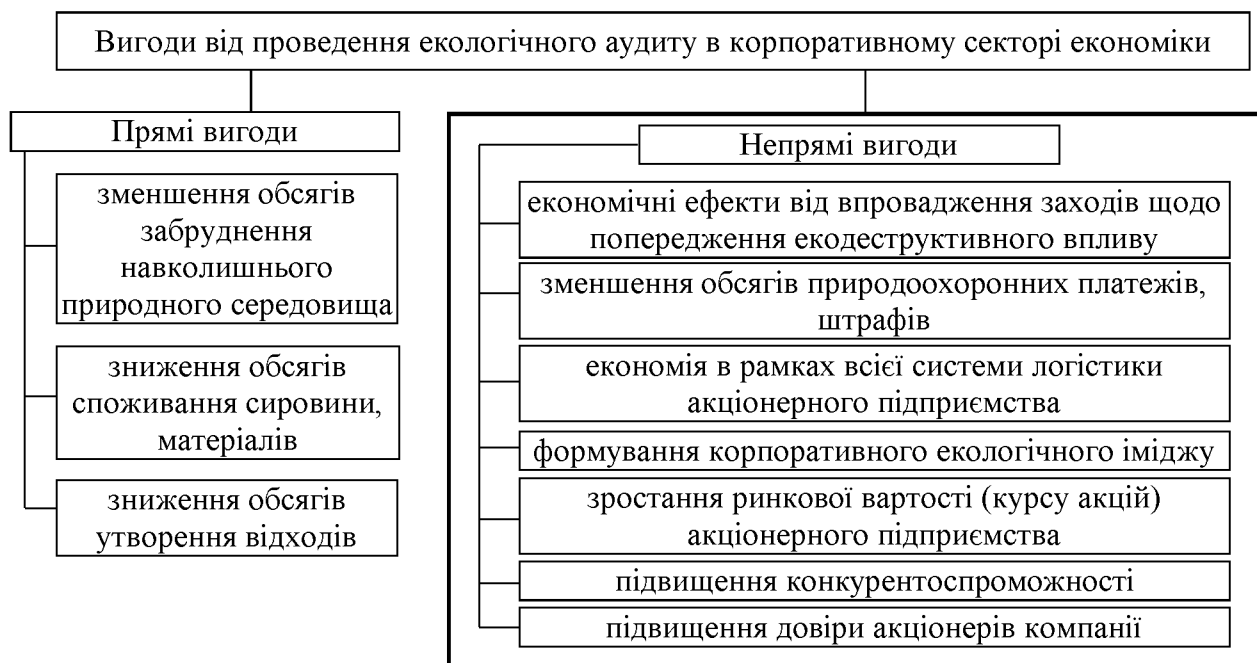 Вигоди від проведення екологічного аудиту в корпоративному секторі економіки
Прямі вигоди
зменшення обсягів
забруднення
навколишнього
природного середовища
зниження обсягів
споживання сировини,
матеріалів
зниження обсягів
утворення відходів
Непрямі вигоди
економічні ефекти від впровадження заходів щодо
попередження екодеструктивного впливу
зменшення обсягів природоохоронних платежів,
штрафів
економія в рамках всієї системи логістики
акціонерного підприємства
формування корпоративного екологічного іміджу
зростання ринкової вартості (курсу акцій)
акціонерного підприємства
підвищення конкурентоспроможності
підвищення довіри акціонерів компанії